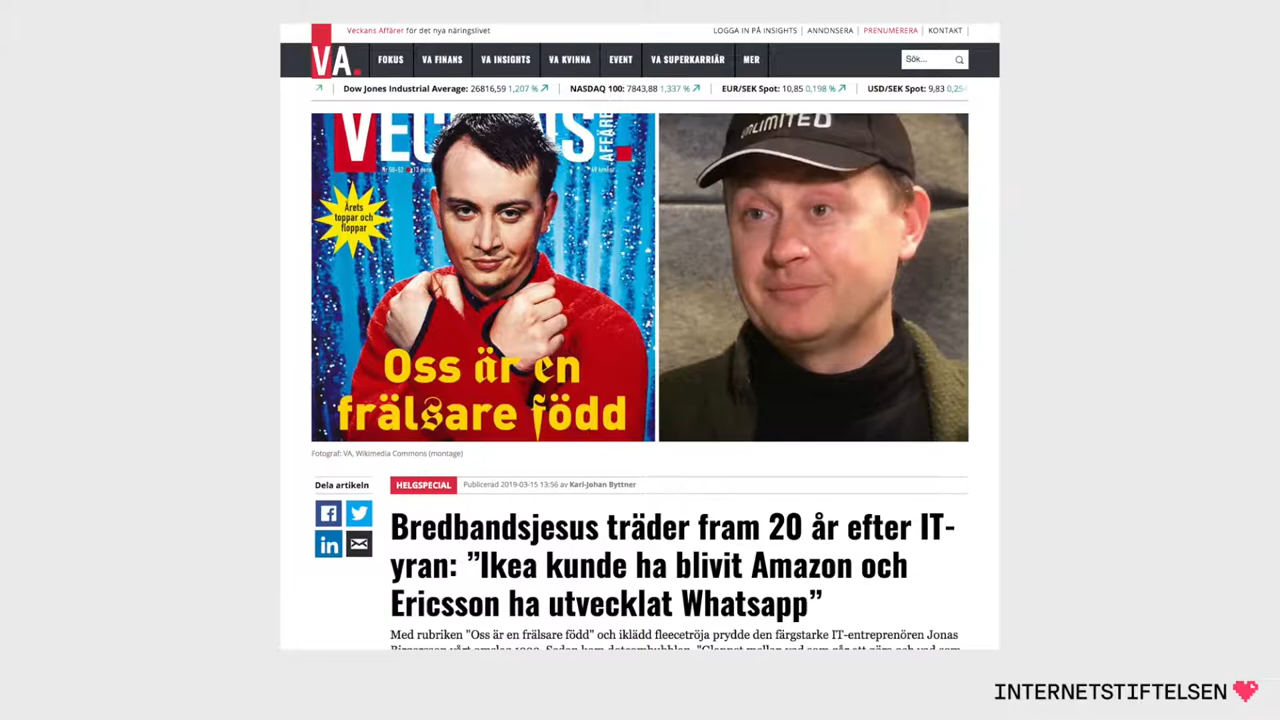 Veckans Affärer för det nya näringslivet
LOGGA IN PÅ INSIGHTS | ANNONSERA | PRENUMERERA | KONTAKT
VA.
FOKUS VA FINANS VA INSIGHTS VA KVINNA EVENT VA SUPERKARRIÄR MER
Sök...
Dow Jones Industrial Average: 26816,59 1,207 % NASDAQ 100: 7843,88 1,337 % EUR/SEK Spot: 10,85 0,198 % USD/SEK Spot: 9,83
AFFÄRE
UNLIMITED
Årets
toppar och
floppar
Oss är en
frälsare född
Fotograf: VA, Wikimedia Commons (montage)
Dela artikeln
HELGSPECIAL Publicerad 2019-03-15 13:56 av Karl-Johan Byttner
Bredbandsjesus träder fram 20 år efter IT-
yran: ”Ikea kunde ha blivit Amazon och
Ericsson ha utvecklat Whatsapp”
Med rubriken "Oss är en frälsare född" och iklädd fleecetröja prydde den färgstarke IT-entreprenören Jonas
INTERNETSTIFTELSEN